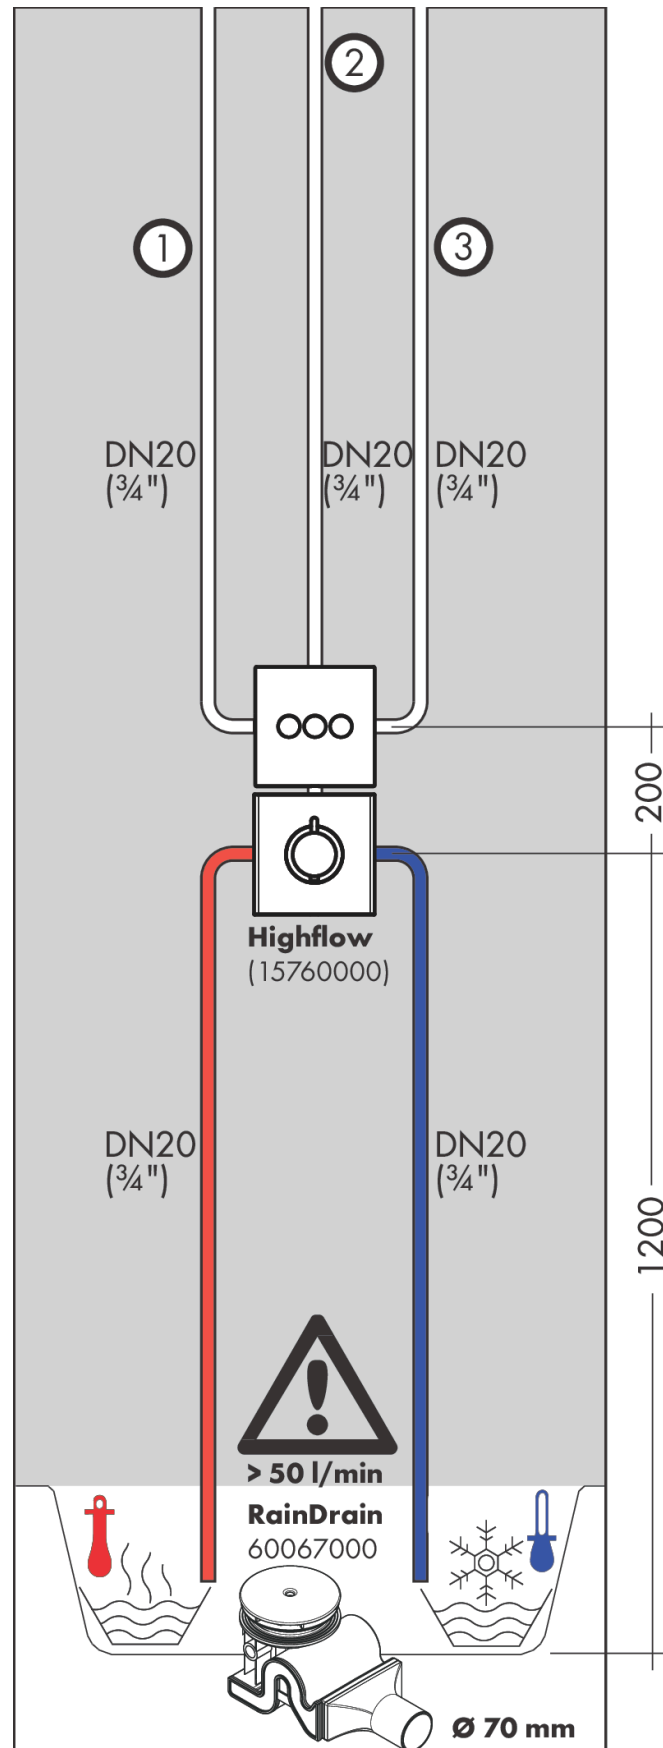 2
1
3
DN20
(¾")
DN20
(¾")
DN20
(¾")
200
Highflow
(15760000)
DN20
(¾")
DN20
(¾")
1200
> 50 l/min
RainDrain
60067000
Ø 70 mm